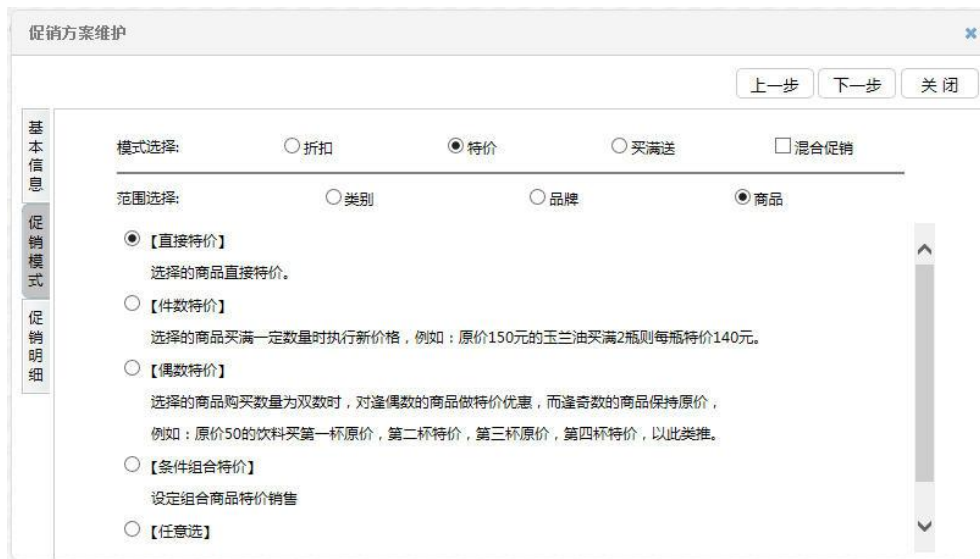 促销方案维护
上一步 下一步 关 闭
基本信息
促销模式
促销明细
模式选择: 折扣 特价 买满送 混合促销
范围选择: 类别 品牌 商品
【直接特价】
选择的商品直接特价。
【件数特价】
选择的商品买满一定数量时执行新价格，例如：原价150元的玉兰油买满2瓶则每瓶特价140元。
【偶数特价】
选择的商品购买数量为双数时，对逢偶数的商品做特价优惠，而逢奇数的商品保持原价，
例如：原价50的饮料买第一杯原价，第二杯特价，第三杯原价，第四杯特价，以此类推。
【条件组合特价】
设定组合商品特价销售
【任意选】